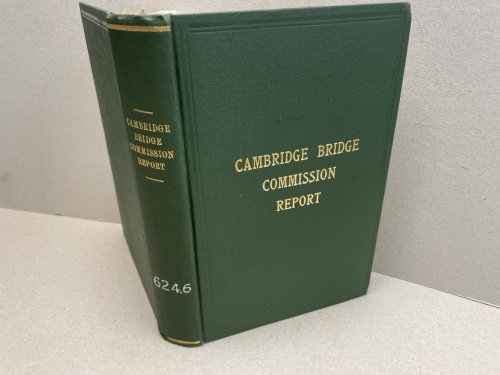 CAMBRIDGE
BRIDGE
COMMISSION
REPORT
624.6
CAMBRIDGE BRIDGE
COMMISSION
REPORT